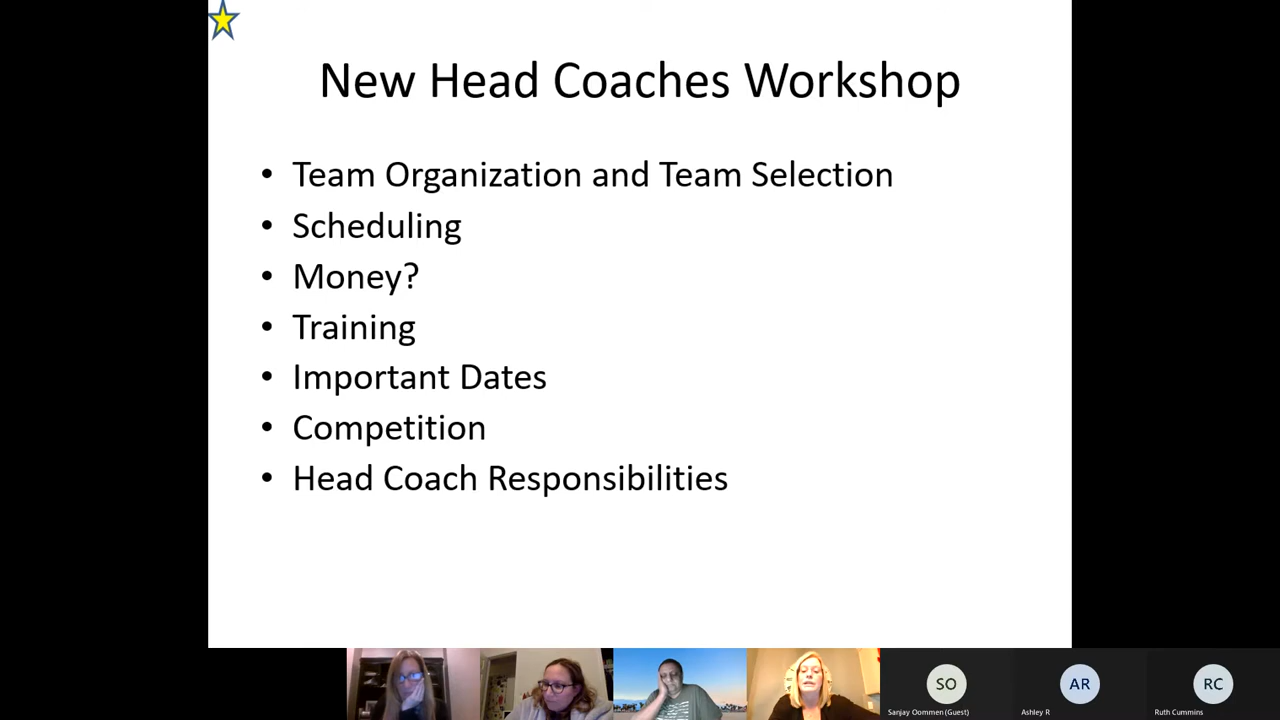 New Head Coaches Workshop
• Team Organization and Team Selection
• Scheduling
• Money?
• Training
• Important Dates
• Competition
• Head Coach Responsibilities
SO
AR
RC
Sanjay Oommen (Guest)
Ashley R
Ruth Cummins